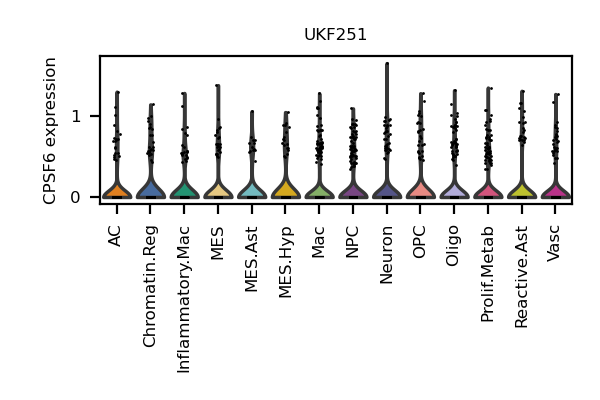 UKF251
CPSF6 expression
1
0
AC
Chromatin.Reg
Inflammatory.Mac
MES
MES.Ast
MES.Hyp
Mac
NPC
Neuron
OPC
Oligo
Prolif.Metab
Reactive.Ast
Vasc